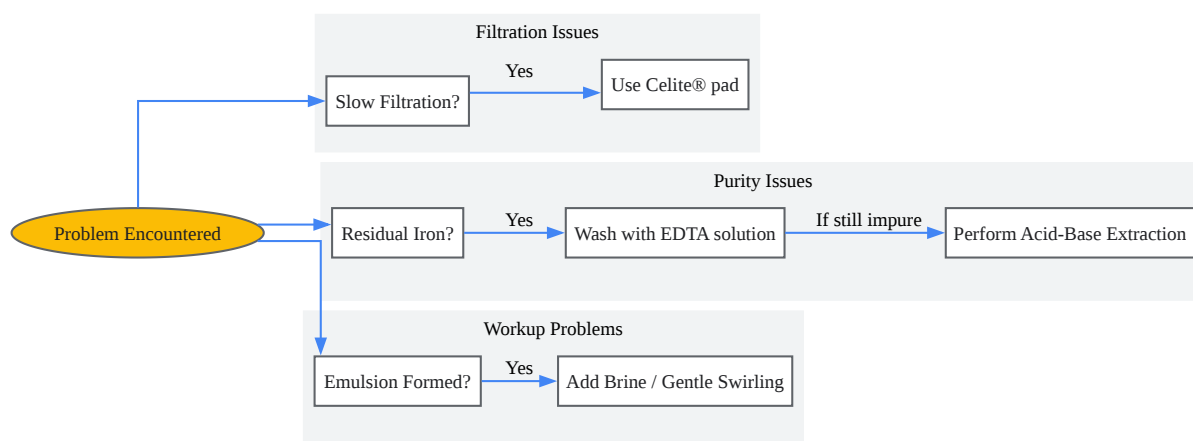 Filtration Issues
Slow Filtration?
Yes
Use Celite® pad
Problem Encountered
Purity Issues
Residual Iron?
Yes
Wash with EDTA solution
If still impure
Perform Acid-Base Extraction
Workup Problems
Emulsion Formed?
Yes
Add Brine / Gentle Swirling